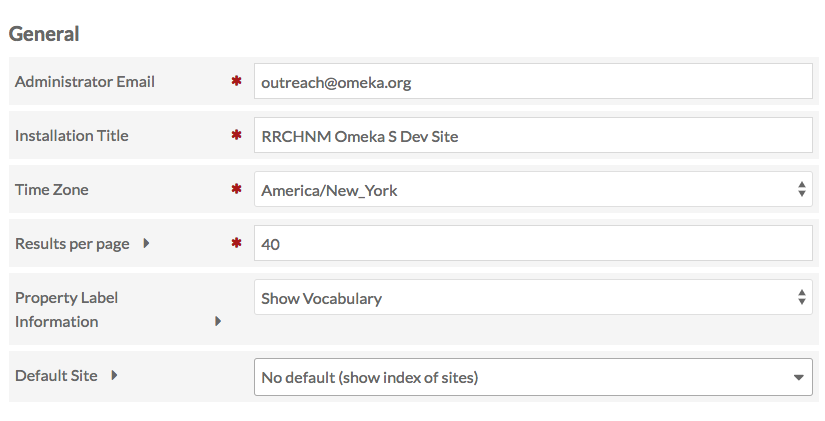 General
Administrator Email * outreach@omeka.org
Installation Title * RRCHNM Omeka S Dev Site
Time Zone * America/New_York
Results per page * 40
Property Label Information Show Vocabulary
Default Site No default (show index of sites)